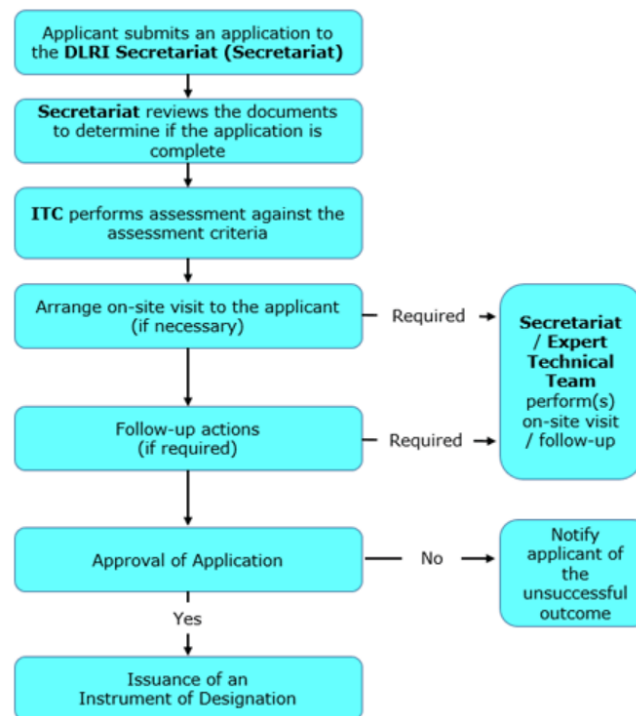 Applicant submits an application to
the DLRI Secretariat (Secretariat)
Secretariat reviews the documents
to determine if the application is
complete
ITC performs assessment against the
assessment criteria
Arrange on-site visit to the applicant
(if necessary)
Required
Secretariat
/ Expert
Technical
Team
perform(s)
on-site visit
/ follow-up
Follow-up actions
(if required)
Required
Approval of Application
No
Notify
applicant of
the
unsuccessful
outcome
Yes
Issuance of an
Instrument of Designation